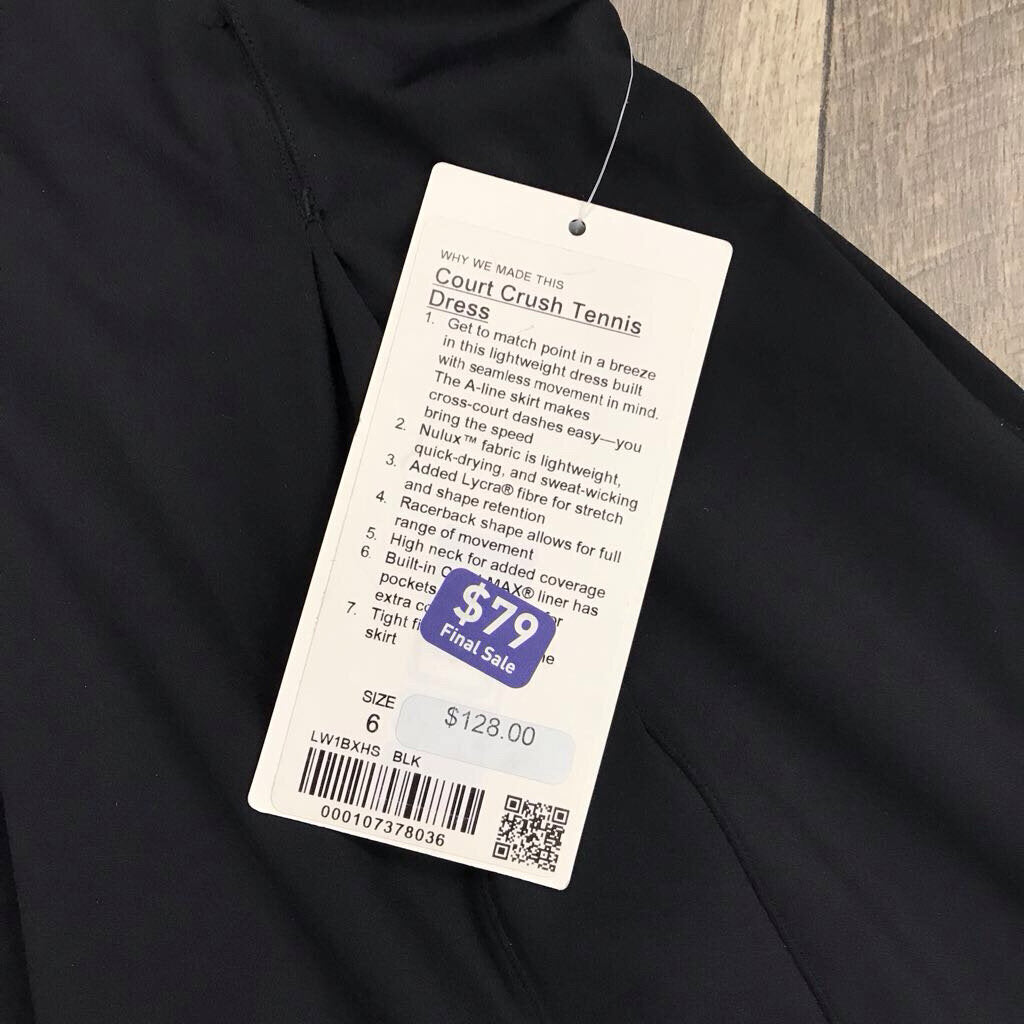 WHY WE MADE THIS
Court Crush Tennis
Dress
1. Get to match point in a breeze
in this lightweight dress built
with seamless movement in mind.
The A-line skirt makes
cross-court dashes easy—you
bring the speed
2. Nulux™ fabric is lightweight,
quick-drying, and sweat-wicking
3. Added Lycra® fibre for stretch
and shape retention
4. Racerback shape allows for full
range of movement
5. High neck for added coverage
6. Built-in MAX® liner has
pockets
extra
7. Tight
skirt
$79
Final Sale
SIZE
6
$128.00
LW1BXHS BLK
000107378036